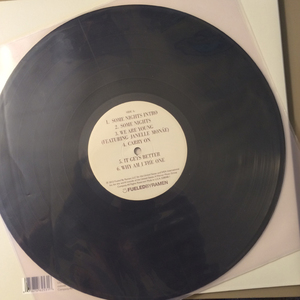 1. SOME NIGHTS INTRO
2. SOME NIGHTS
3. WE ARE YOUNG
(FEATURING JANELLE MONÁE)
4. CARRY ON
5. IT GETS BETTER
6. WHY AM I THE ONE
FUELEDBYRAMEN